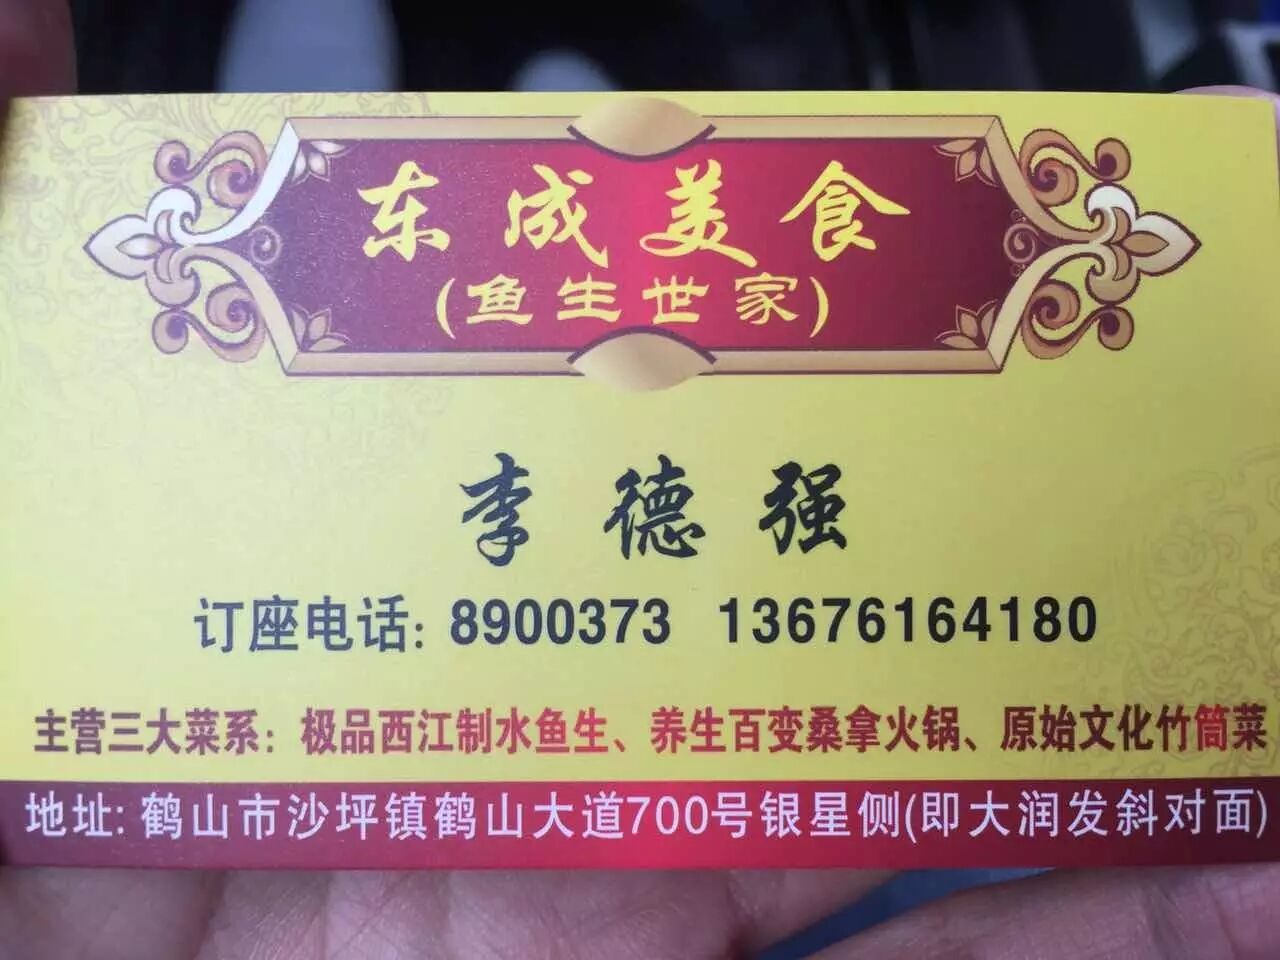 东成美食
(鱼生世家)
李德强
订座电话: 8900373 13676164180
主营三大菜系: 极品西江制水鱼生、养生百变桑拿火锅、原始文化竹筒菜
地址: 鹤山市沙坪镇鹤山大道700号银星侧(即大润发斜对面)